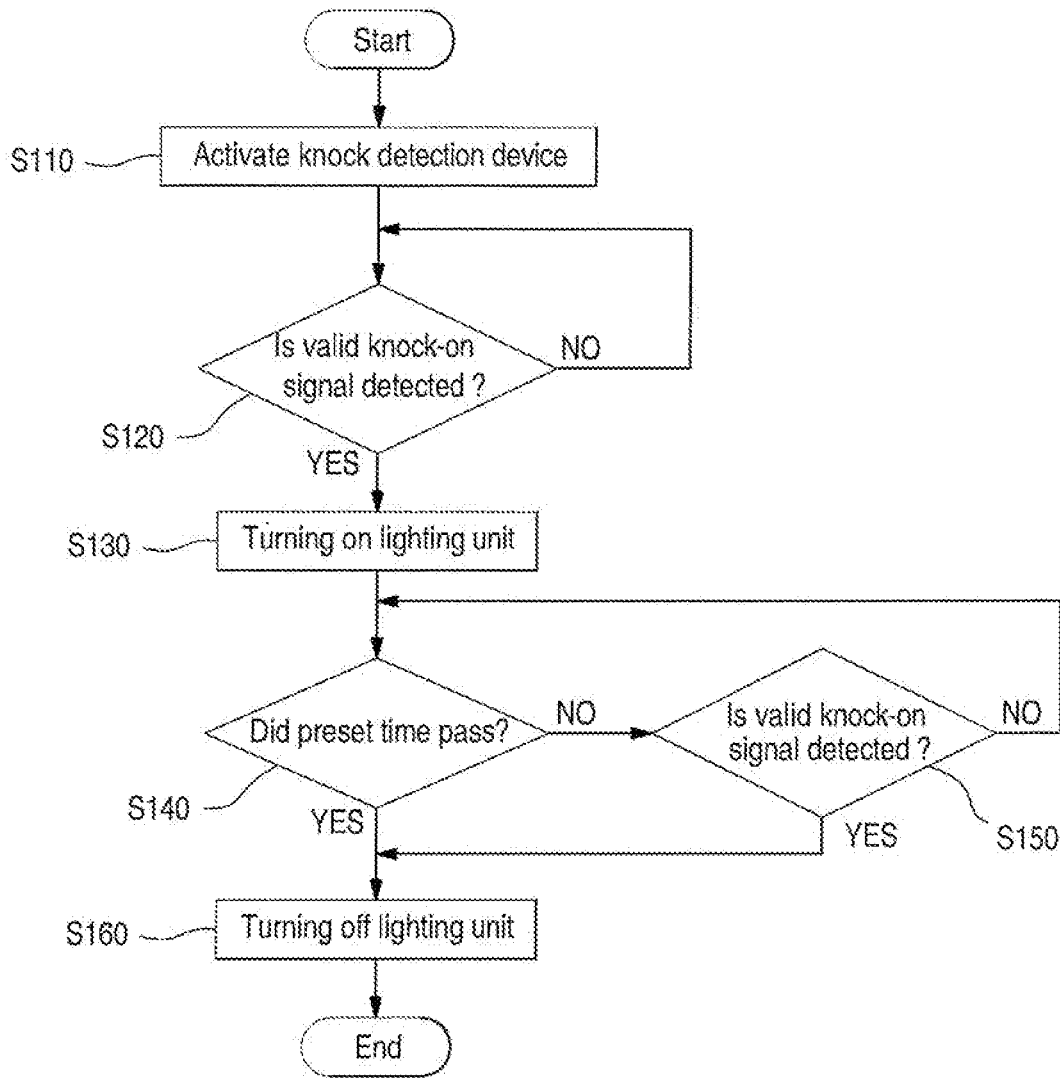 Start
S110
Activate knock detection device
Is valid knock-on
signal detected ?
NO
S120
YES
S130
Turning on lighting unit
Did preset time pass?
NO
Is valid knock-on
signal detected ?
NO
S140
YES
YES
S150
S160
Turning off lighting unit
End